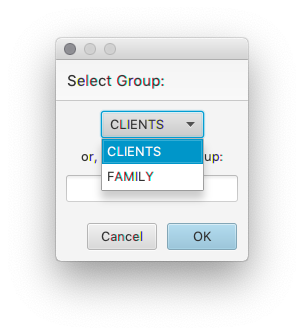 Select Group:
CLIENTS
CLIENTS
or, up:
FAMILY
Cancel
OK